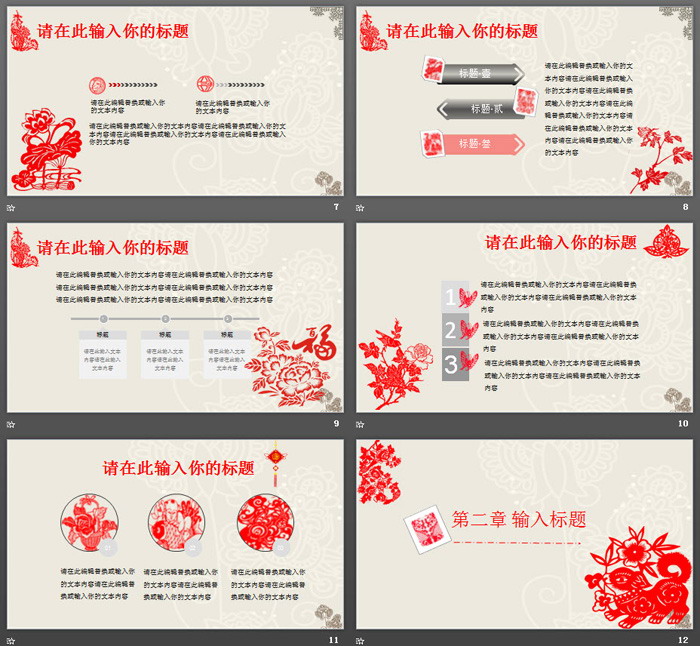 请在此输入你的标题
请在此编辑替换或输入你
的文本内容
请在此编辑替换或输入你
的文本内容
请在此编辑替换或输入你的文本内容请在此编辑替换或输入你的文
本内容请在此编辑替换或输入你的文本内容请在此编辑替换或输入
你的文本内容
7
请在此输入你的标题
标题·壹
标题·贰
标题·叁
请在此编辑替换或输入你的文
本内容请在此编辑替换或输入
你的文本内容请在此编辑替换
或输入你的文本内容请在此编
辑替换或输入你的文本内容请
在此编辑替换或输入你的文本
内容请在此编辑替换或输入你
的文本内容
8
请在此输入你的标题
请在此编辑替换或输入你的文本内容请在此编辑替换或输入你的文本内容
请在此编辑替换或输入你的文本内容请在此编辑替换或输入你的文本内容
请在此编辑替换或输入你的文本内容请在此编辑替换或输入你的文本内容
标题
标题
标题
请在此输入文本
内容请在此输入
文本内容
请在此输入文本
内容请在此输入
文本内容
请在此输入文本
内容请在此输入
文本内容
福
9
请在此输入你的标题
1
请在此编辑替换或输入你的文本内容请在此编辑替换
或输入你的文本内容请在此编辑替换或输入你的文本
内容
2
请在此编辑替换或输入你的文本内容请在此编辑替换
或输入你的文本内容请在此编辑替换或输入你的文本
内容
3
请在此编辑替换或输入你的文本内容请在此编辑替换
或输入你的文本内容请在此编辑替换或输入你的文本
内容
10
请在此输入你的标题
01
02
03
请在此编辑替换或输入你
的文本内容请在此编辑替
换或输入你的文本内容
请在此编辑替换或输入你
的文本内容请在此编辑替
换或输入你的文本内容
请在此编辑替换或输入你
的文本内容请在此编辑替
换或输入你的文本内容
11
第二章 输入标题
12